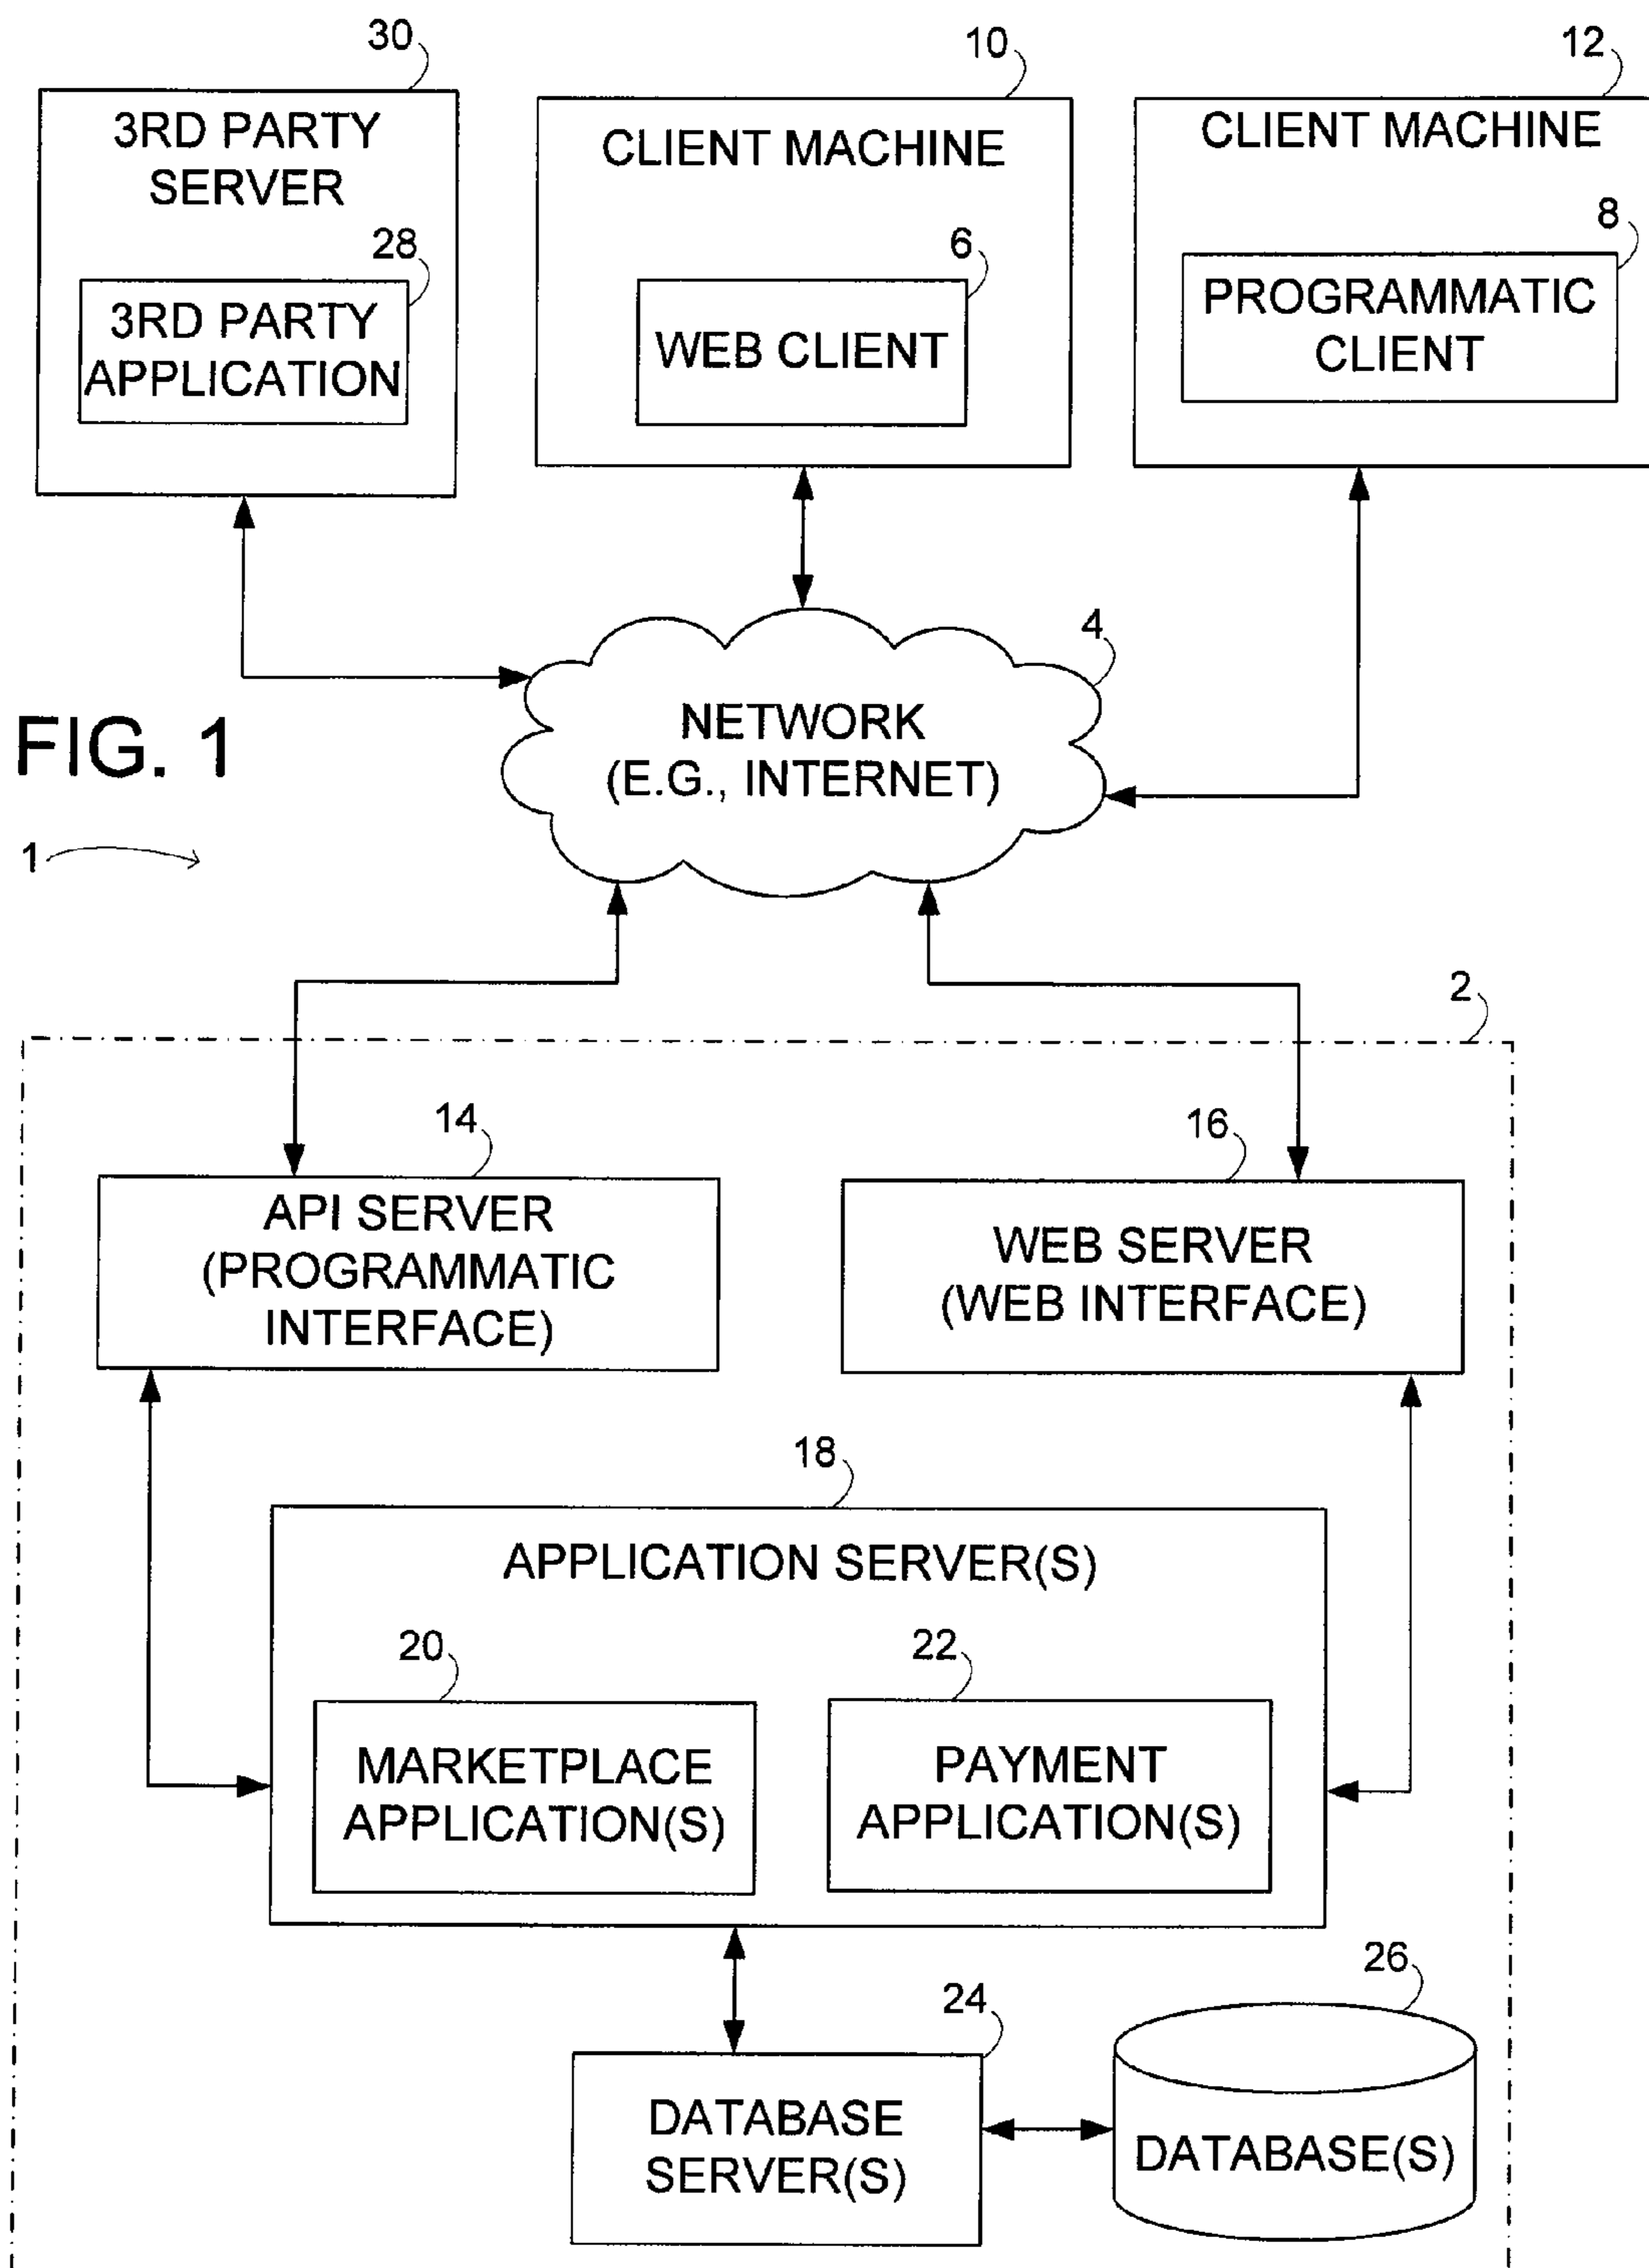 30
3RD PARTY
SERVER
28
3RD PARTY
APPLICATION
10
CLIENT MACHINE
6
WEB CLIENT
12
CLIENT MACHINE
8
PROGRAMMATIC
CLIENT
4
NETWORK
(E.G., INTERNET)
FIG. 1
1
2
14
API SERVER
(PROGRAMMATIC
INTERFACE)
16
WEB SERVER
(WEB INTERFACE)
18
APPLICATION SERVER(S)
20
MARKETPLACE
APPLICATION(S)
22
PAYMENT
APPLICATION(S)
24
DATABASE
SERVER(S)
26
DATABASE(S)